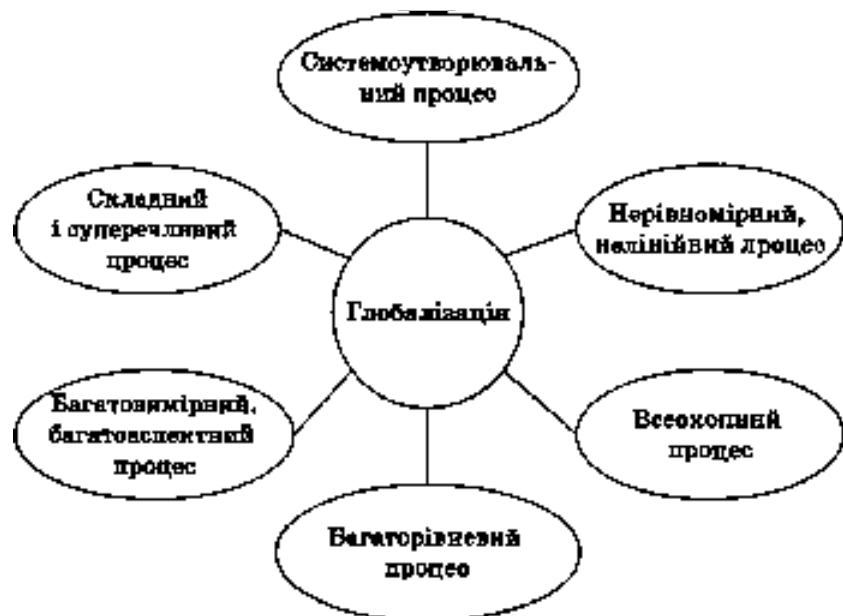 Системоутворюваль-
ний процес
Складний
і суперечливий
процес
Нерівномірний,
нелінійний процес
Глобалізація
Багатовимірний,
багатоаспектний
процес
Всеохопний
процес
Багаторівневий
процес